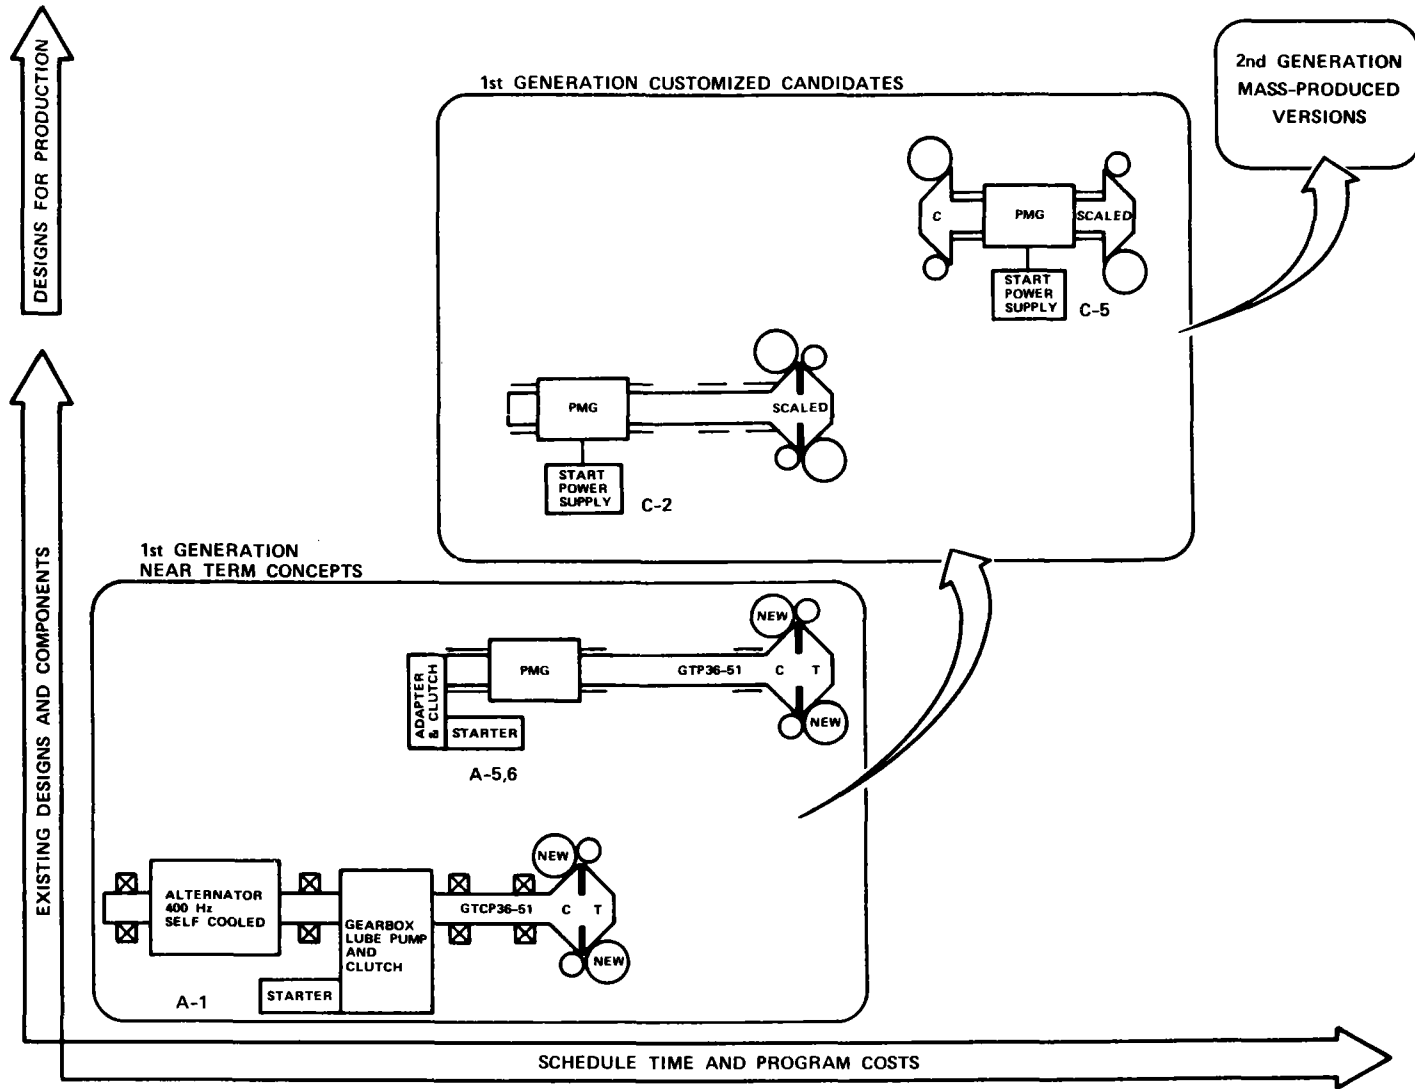 DESIGNS FOR PRODUCTION
EXISTING DESIGNS AND COMPONENTS
2nd GENERATION
MASS-PRODUCED
VERSIONS
1st GENERATION CUSTOMIZED CANDIDATES
C
PMG
SCALED
START
POWER
SUPPLY
C-5
PMG
SCALED
START
POWER
SUPPLY
C-2
1st GENERATION
NEAR TERM CONCEPTS
NEW
ADAPTER
& CLUTCH
PMG
GTP36-51
C
T
STARTER
NEW
A-5,6
NEW
ALTERNATOR
400 Hz
SELF COOLED
GEARBOX
LUBE PUMP
AND
CLUTCH
GTCP36-51
C
T
NEW
STARTER
A-1
SCHEDULE TIME AND PROGRAM COSTS